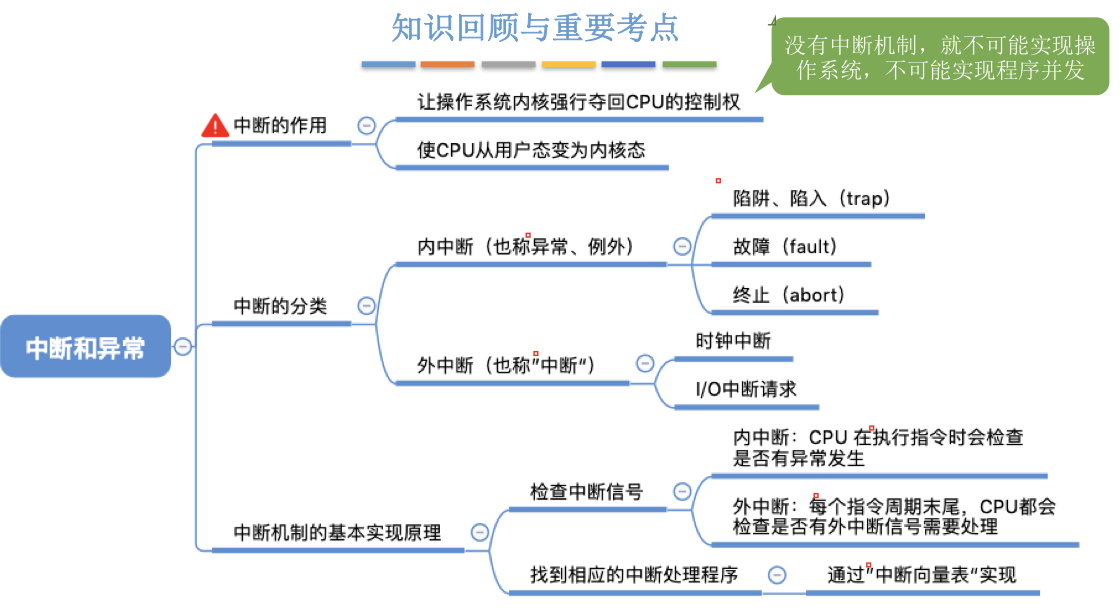 知识回顾与重要考点
没有中断机制，就不可能实现操
作系统，不可能实现程序并发
中断和异常
中断的作用
让操作系统内核强行夺回CPU的控制权
使CPU从用户态变为内核态
中断的分类
内中断（也称异常、例外）
陷阱、陷入（trap）
故障（fault）
终止（abort）
外中断（也称”中断“）
时钟中断
I/O中断请求
中断机制的基本实现原理
检查中断信号
内中断：CPU 在执行指令时会检查
是否有异常发生
外中断：每个指令周期末尾，CPU都会
检查是否有外中断信号需要处理
找到相应的中断处理程序
通过”中断向量表“实现